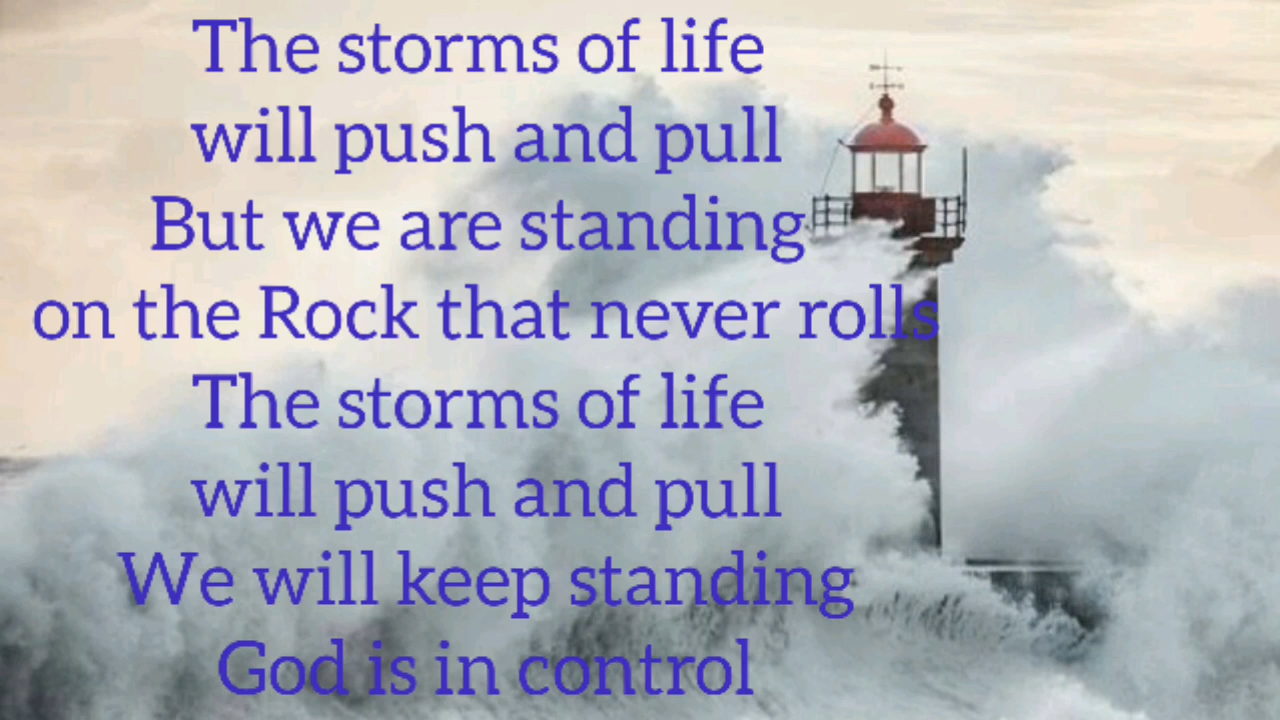 The storms of life
will push and pull
But we are standing
on the Rock that never rolls
The storms of life
will push and pull
We will keep standing
God is in control